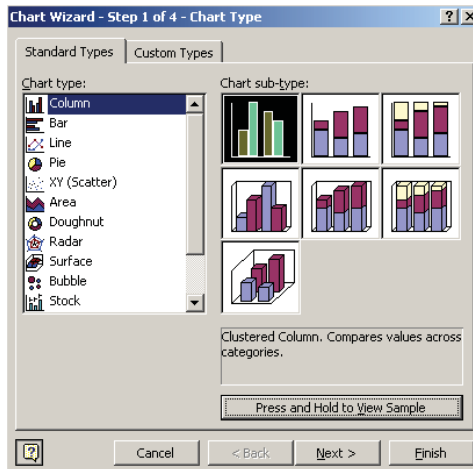 Chart Wizard - Step 1 of 4 - Chart Type
Standard Types Custom Types
Chart type:
Column
Bar
Line
Pie
XY (Scatter)
Area
Doughnut
Radar
Surface
Bubble
Stock
Chart sub-type:
Clustered Column. Compares values across
categories.
Press and Hold to View Sample
Cancel < Back Next > Finish